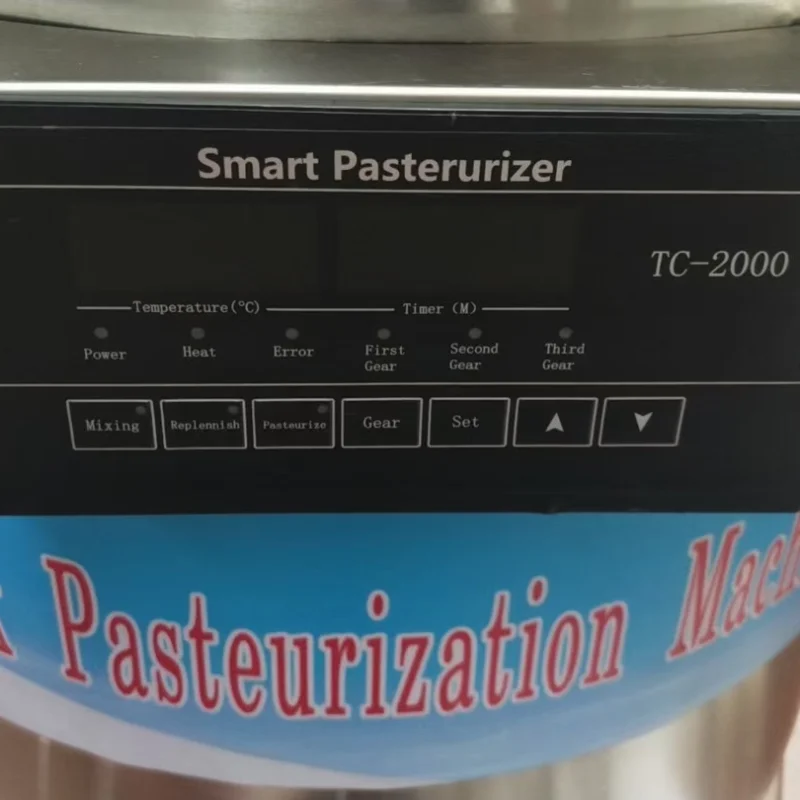 Smart Pasterurizer
TC-2000
Temperature(°C) Timer (M)
Power Heat Error First Gear Second Gear Third Gear
Mixing Replennish Pasteurize Gear Set ▲ ▼
Pasteurization